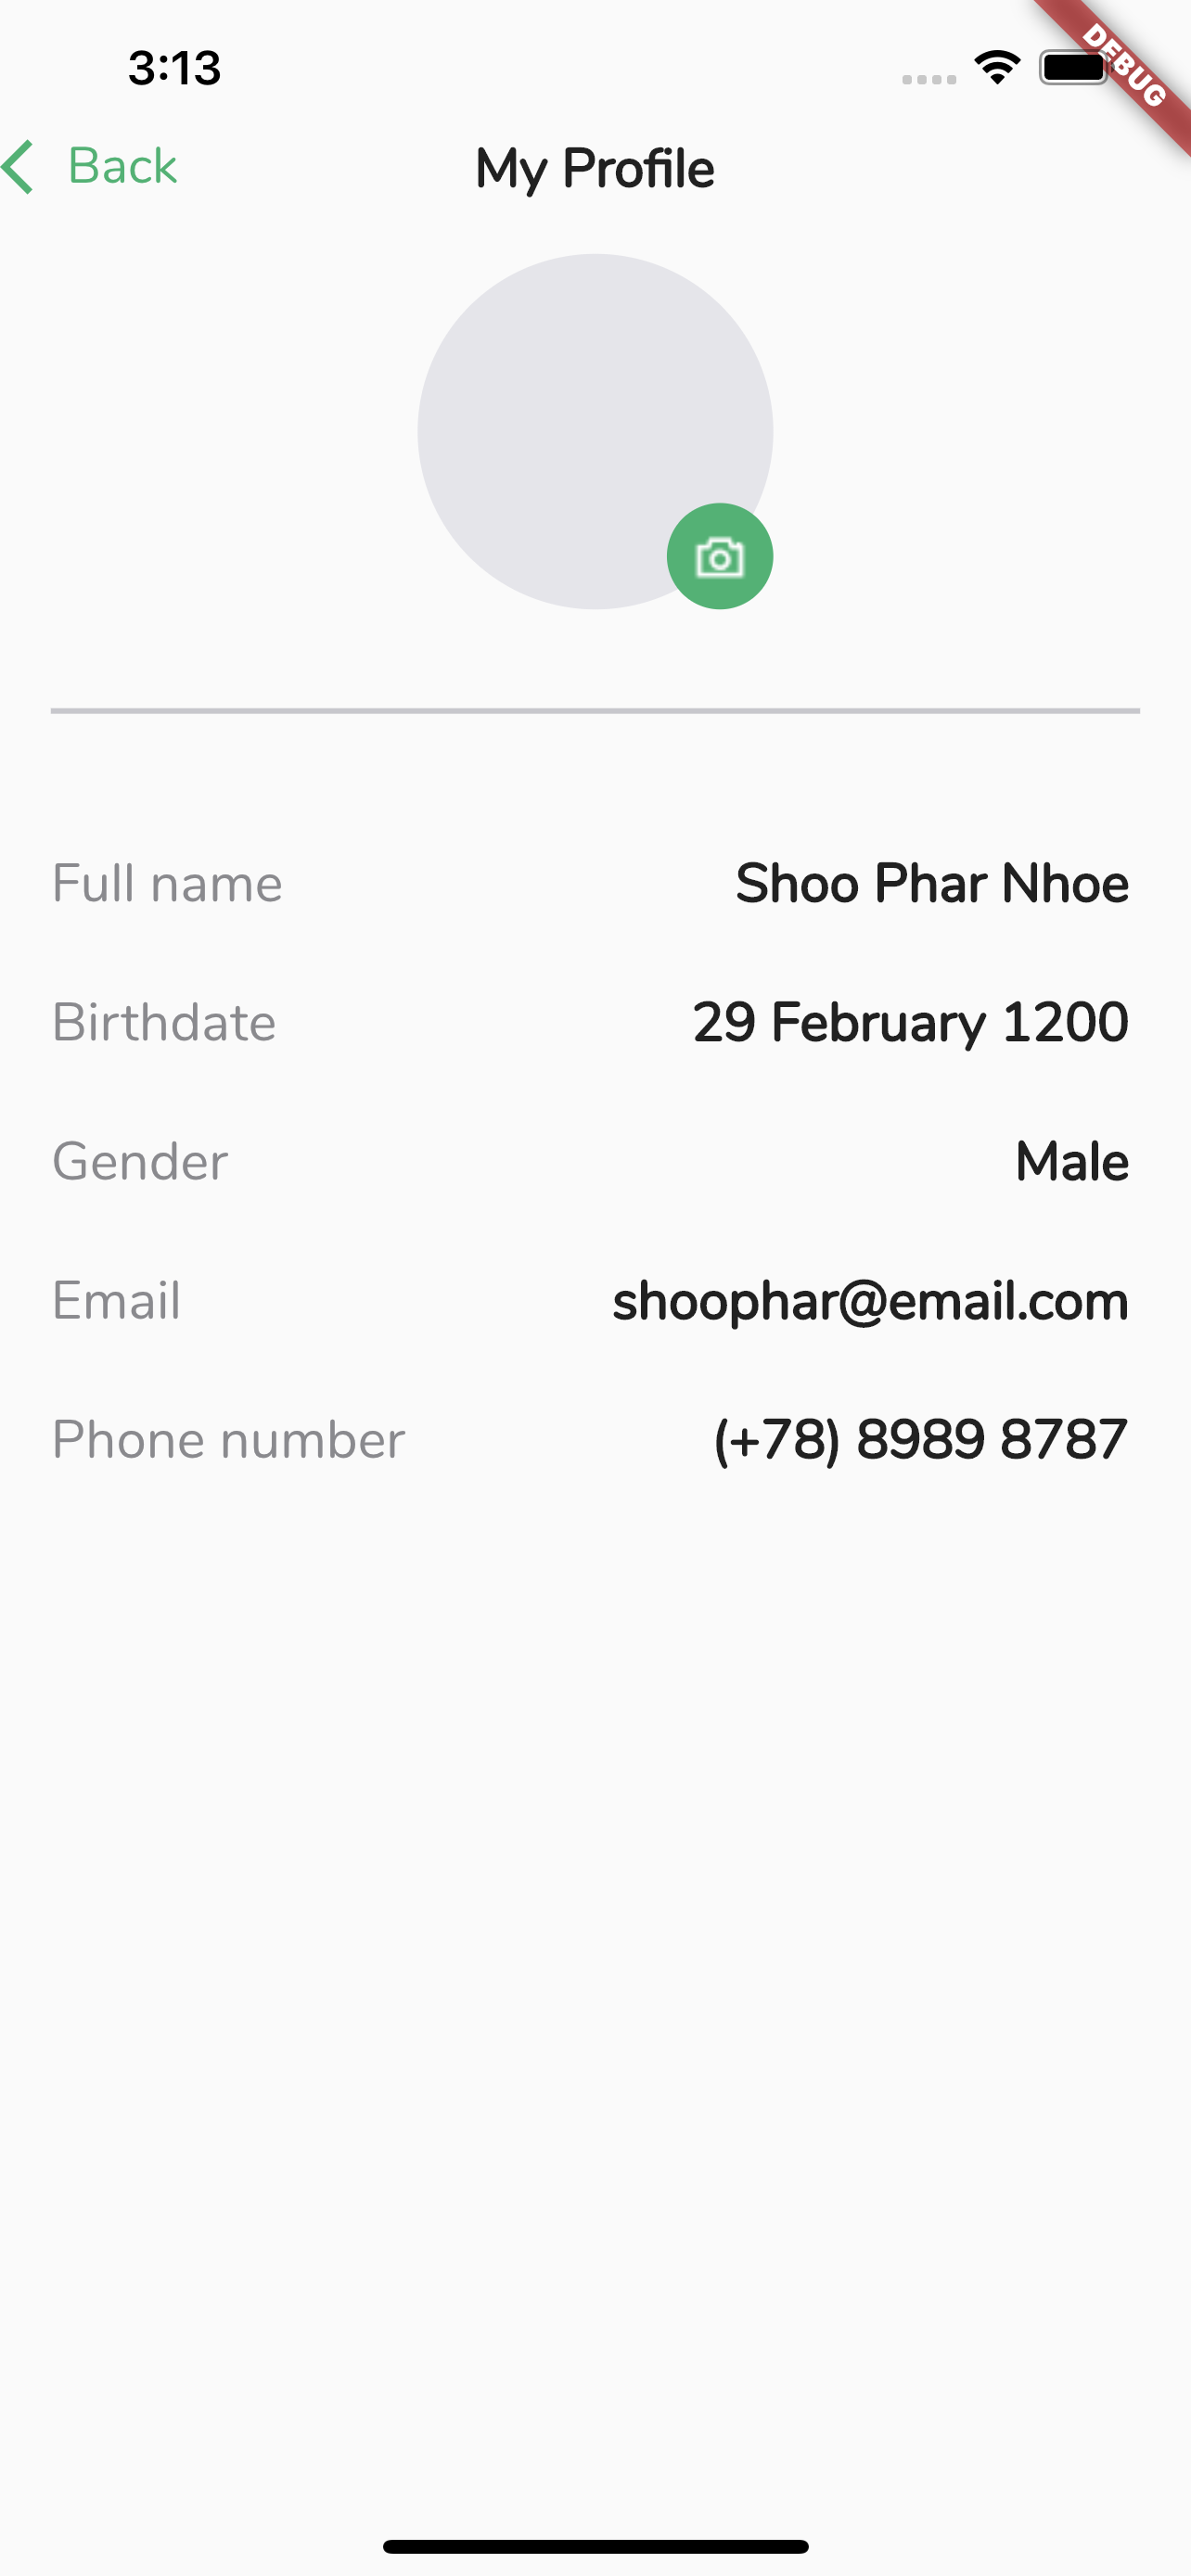 3:13
DEBUG
Back
My Profile
Full name Shoo Phar Nhoe
Birthdate 29 February 1200
Gender Male
Email shoophar@email.com
Phone number (+78) 8989 8787